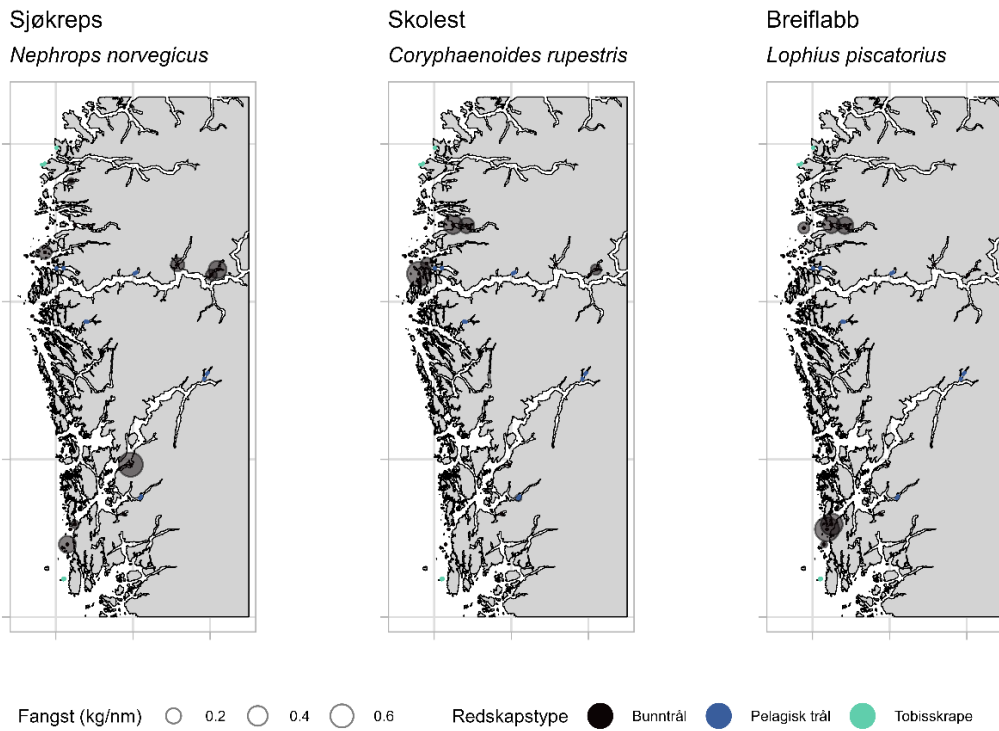 Sjøkreps
Nephrops norvegicus
Skolest
Coryphaenoides rupestris
Breiflabb
Lophius piscatorius
Fangst (kg/nm) 0.2 0.4 0.6 Redskapstype Bunntrål Pelagisk trål Tobisskrape